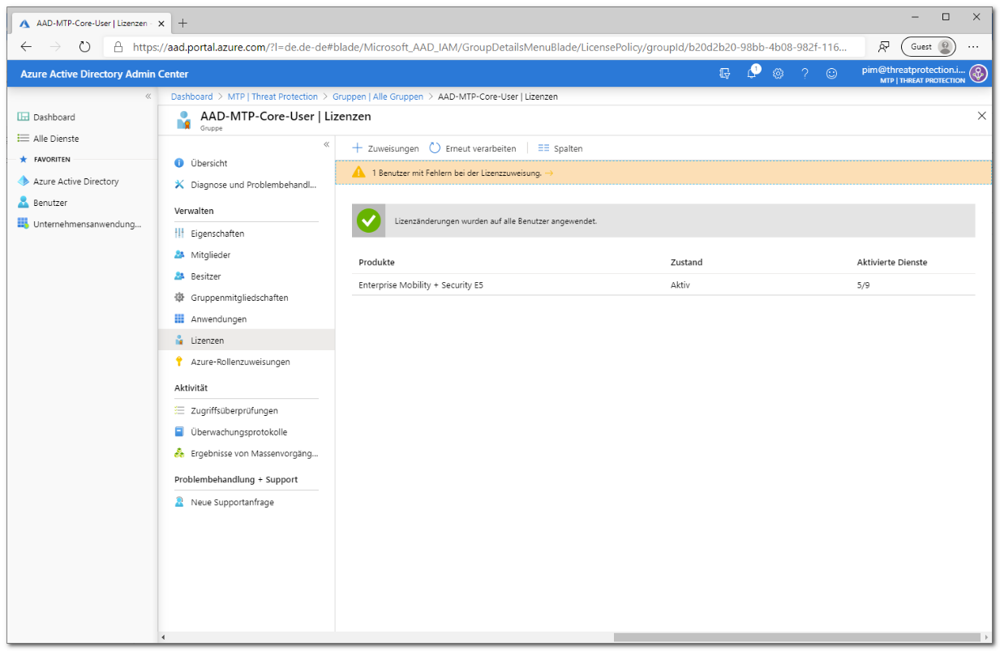 AAD-MTP-Core-User | Lizenzen -
https://aad.portal.azure.com/?l=de.de-de#blade/Microsoft_AAD_IAM/GroupDetailsMenuBlade/LicensePolicy/groupId/b20d2b20-98bb-4b08-982f-116...
Guest
Azure Active Directory Admin Center
1
pim@threatprotection.i...
MTP | THREAT PROTECTION
Dashboard
Alle Dienste
FAVORITEN
Azure Active Directory
Benutzer
Unternehmensanwendung...
Dashboard > MTP | Threat Protection > Gruppen | Alle Gruppen > AAD-MTP-Core-User | Lizenzen
AAD-MTP-Core-User | Lizenzen
Gruppe
Übersicht
Diagnose und Problembehandl...
Verwalten
Eigenschaften
Mitglieder
Besitzer
Gruppenmitgliedschaften
Anwendungen
Lizenzen
Azure-Rollenzuweisungen
Aktivität
Zugriffsüberprüfungen
Überwachungsprotokolle
Ergebnisse von Massenvorgäng...
Problembehandlung + Support
Neue Supportanfrage
Zuweisungen Erneut verarbeiten Spalten
1 Benutzer mit Fehlern bei der Lizenzzuweisung. →
Lizenzänderungen wurden auf alle Benutzer angewendet.
Produkte Zustand Aktivierte Dienste
Enterprise Mobility + Security E5 Aktiv 5/9